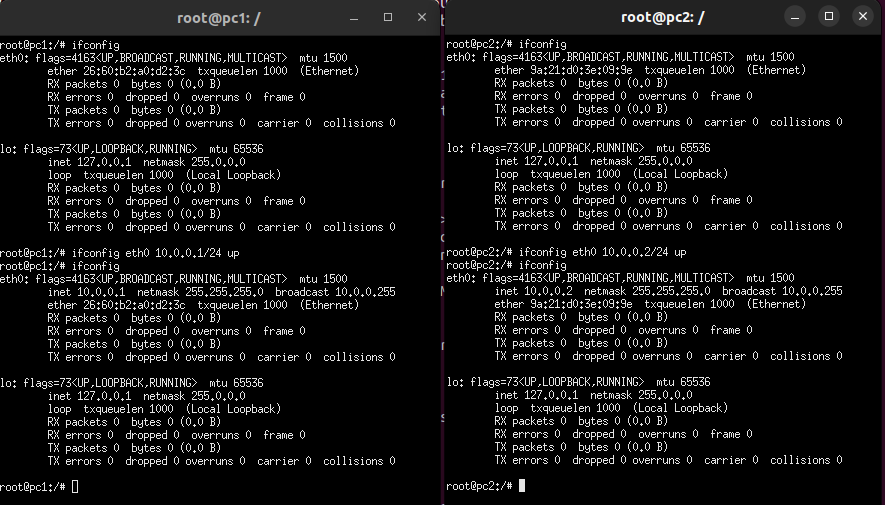 root@pc1: /
root@pc1:/# ifconfig
eth0: flags=4163<UP,BROADCAST,RUNNING,MULTICAST>  mtu 1500
        ether 26:60:b2:a0:d2:3c  txqueuelen 1000  (Ethernet)
        RX packets 0  bytes 0 (0.0 B)
        RX errors 0  dropped 0  overruns 0  frame 0
        TX packets 0  bytes 0 (0.0 B)
        TX errors 0  dropped 0 overruns 0  carrier 0  collisions 0

lo: flags=73<UP,LOOPBACK,RUNNING>  mtu 65536
        inet 127.0.0.1  netmask 255.0.0.0
        loop  txqueuelen 1000  (Local Loopback)
        RX packets 0  bytes 0 (0.0 B)
        RX errors 0  dropped 0  overruns 0  frame 0
        TX packets 0  bytes 0 (0.0 B)
        TX errors 0  dropped 0 overruns 0  carrier 0  collisions 0

root@pc1:/# ifconfig eth0 10.0.0.1/24 up
root@pc1:/# ifconfig
eth0: flags=4163<UP,BROADCAST,RUNNING,MULTICAST>  mtu 1500
        inet 10.0.0.1  netmask 255.255.255.0  broadcast 10.0.0.255
        ether 26:60:b2:a0:d2:3c  txqueuelen 1000  (Ethernet)
        RX packets 0  bytes 0 (0.0 B)
        RX errors 0  dropped 0  overruns 0  frame 0
        TX packets 0  bytes 0 (0.0 B)
        TX errors 0  dropped 0 overruns 0  carrier 0  collisions 0

lo: flags=73<UP,LOOPBACK,RUNNING>  mtu 65536
        inet 127.0.0.1  netmask 255.0.0.0
        loop  txqueuelen 1000  (Local Loopback)
        RX packets 0  bytes 0 (0.0 B)
        RX errors 0  dropped 0  overruns 0  frame 0
        TX packets 0  bytes 0 (0.0 B)
        TX errors 0  dropped 0 overruns 0  carrier 0  collisions 0

root@pc1:/#
root@pc2: /
root@pc2:/# ifconfig
eth0: flags=4163<UP,BROADCAST,RUNNING,MULTICAST>  mtu 1500
        ether 9a:21:d0:3e:09:9e  txqueuelen 1000  (Ethernet)
        RX packets 0  bytes 0 (0.0 B)
        RX errors 0  dropped 0  overruns 0  frame 0
        TX packets 0  bytes 0 (0.0 B)
        TX errors 0  dropped 0 overruns 0  carrier 0  collisions 0

lo: flags=73<UP,LOOPBACK,RUNNING>  mtu 65536
        inet 127.0.0.1  netmask 255.0.0.0
        loop  txqueuelen 1000  (Local Loopback)
        RX packets 0  bytes 0 (0.0 B)
        RX errors 0  dropped 0  overruns 0  frame 0
        TX packets 0  bytes 0 (0.0 B)
        TX errors 0  dropped 0 overruns 0  carrier 0  collisions 0

root@pc2:/# ifconfig eth0 10.0.0.2/24 up
root@pc2:/# ifconfig
eth0: flags=4163<UP,BROADCAST,RUNNING,MULTICAST>  mtu 1500
        inet 10.0.0.2  netmask 255.255.255.0  broadcast 10.0.0.255
        ether 9a:21:d0:3e:09:9e  txqueuelen 1000  (Ethernet)
        RX packets 0  bytes 0 (0.0 B)
        RX errors 0  dropped 0  overruns 0  frame 0
        TX packets 0  bytes 0 (0.0 B)
        TX errors 0  dropped 0 overruns 0  carrier 0  collisions 0

lo: flags=73<UP,LOOPBACK,RUNNING>  mtu 65536
        inet 127.0.0.1  netmask 255.0.0.0
        loop  txqueuelen 1000  (Local Loopback)
        RX packets 0  bytes 0 (0.0 B)
        RX errors 0  dropped 0  overruns 0  frame 0
        TX packets 0  bytes 0 (0.0 B)
        TX errors 0  dropped 0 overruns 0  carrier 0  collisions 0

root@pc2:/#